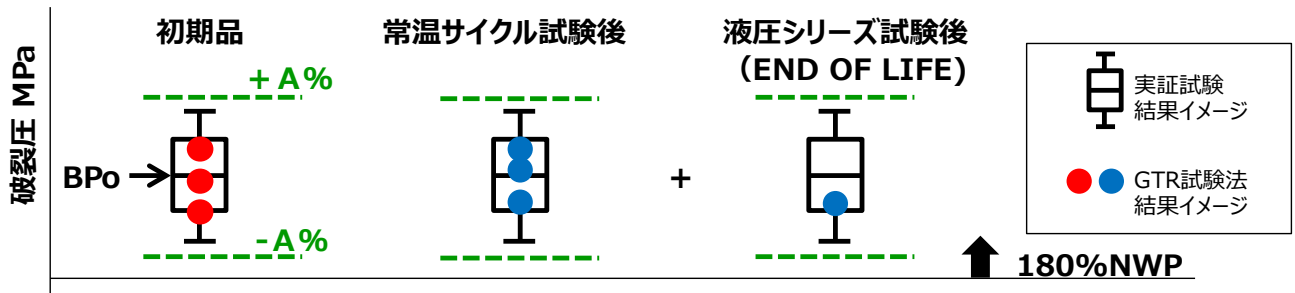 破裂圧 MPa
初期品
常温サイクル試験後
液圧シリーズ試験後
（END OF LIFE)
+A%
BPo
-A%
+
180%NWP
実証試験
結果イメージ
GTR試験法
結果イメージ